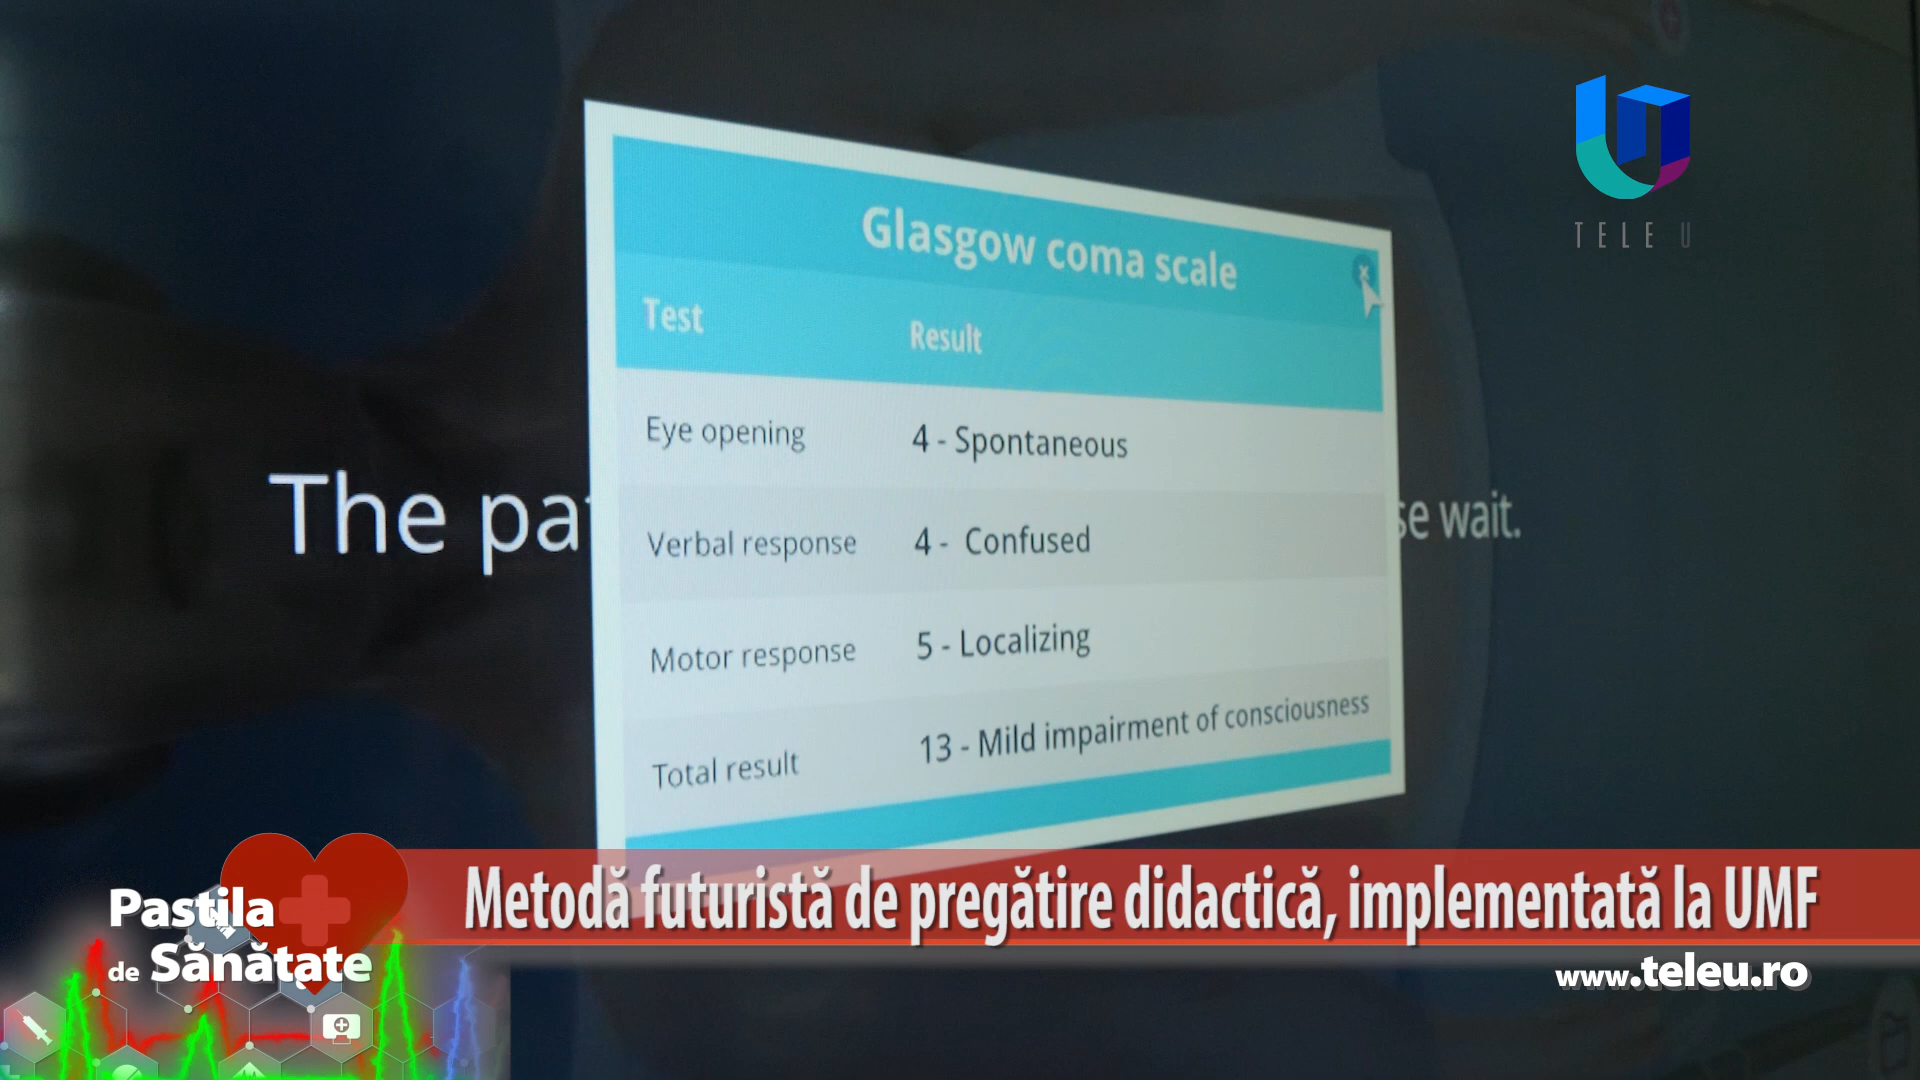 TELE U
Glasgow coma scale
Test Result
Eye opening 4 - Spontaneous
The se wait.
Verbal response 4 - Confused
Motor response 5 - Localizing
Total result 13 - Mild impairment of consciousness
Pastila
de Sănătate
Metodă futuristă de pregătire didactică, implementată la UMF
www.teleu.ro